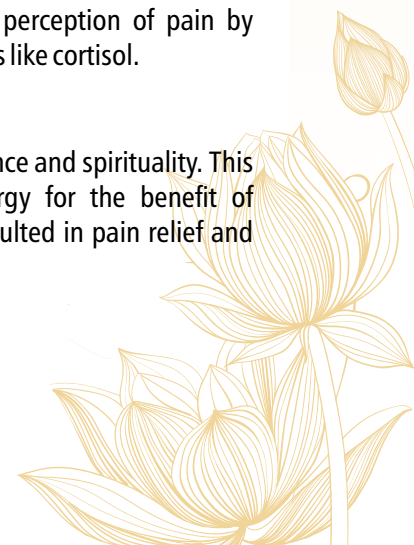 perception of pain by
s like cortisol.
nce and spirituality. This
rgy for the benefit of
ulted in pain relief and